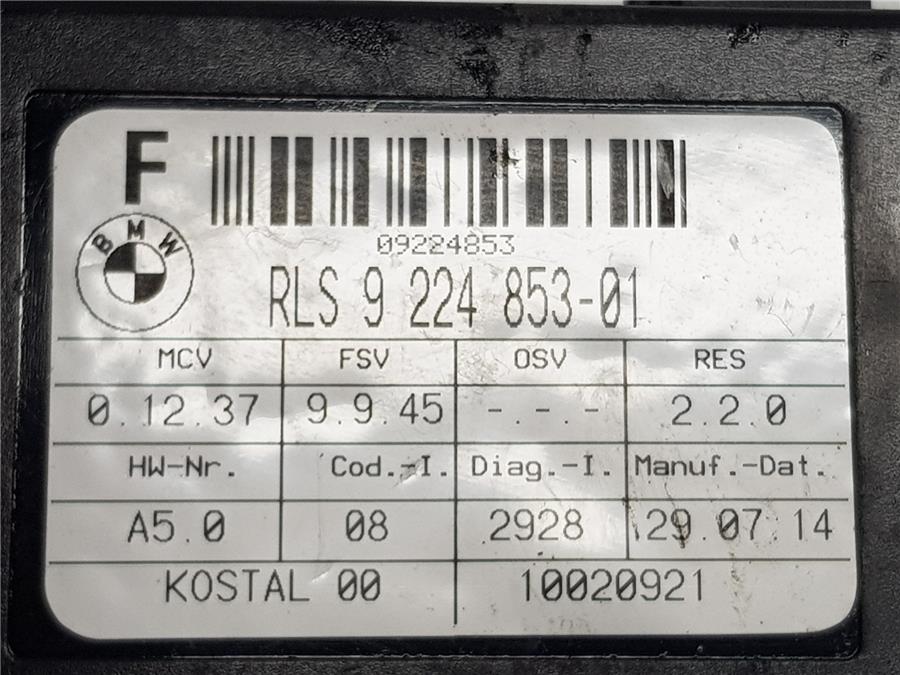 F
BMW
09224853
RLS 9 224 853-01
MCV FSV OSV RES
0.12.37 9.9.45 -.-.- 2.2.0
HW-Nr. Cod.-I. Diag.-I. Manuf.-Dat.
A5.0 08 2928 29.07.14
KOSTAL 00 10020921